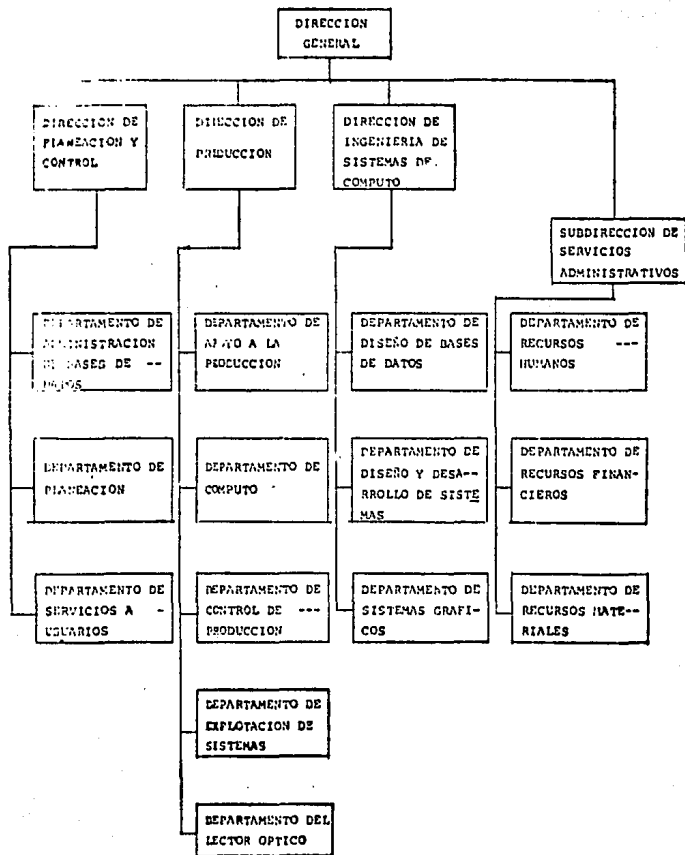 DIRECCION
GENERAL
DIRECCION DE
PLANEACION Y
CONTROL
DIRECCION DE
PRODUCCION
DIRECCION DE
INGENIERIA DE
SISTEMAS DE
COMPUTO
SUBDIRECCION DE
SERVICIOS
ADMINISTRATIVOS
DEPARTAMENTO DE
ADMINISTRACION
DE BASES DE --
DATOS
DEPARTAMENTO DE
APOYO A LA
PRODUCCION
DEPARTAMENTO DE
DISEÑO DE BASES
DE DATOS
DEPARTAMENTO DE
RECURSOS ---
HUMANOS
DEPARTAMENTO DE
PLANEACION
DEPARTAMENTO DE
COMPUTO
DEPARTAMENTO DE
DISEÑO Y DESA--
RROLLO DE SISTE
MAS
DEPARTAMENTO DE
RECURSOS FINAN-
CIEROS
DEPARTAMENTO DE
SERVICIOS A -
USUARIOS
DEPARTAMENTO DE
CONTROL DE ---
PRODUCCION
DEPARTAMENTO DE
SISTEMAS GRAFI-
COS
DEPARTAMENTO DE
RECURSOS MATE--
RIALES
DEPARTAMENTO DE
EXPLOTACION DE
SISTEMAS
DEPARTAMENTO DEL
LECTOR OPTICO